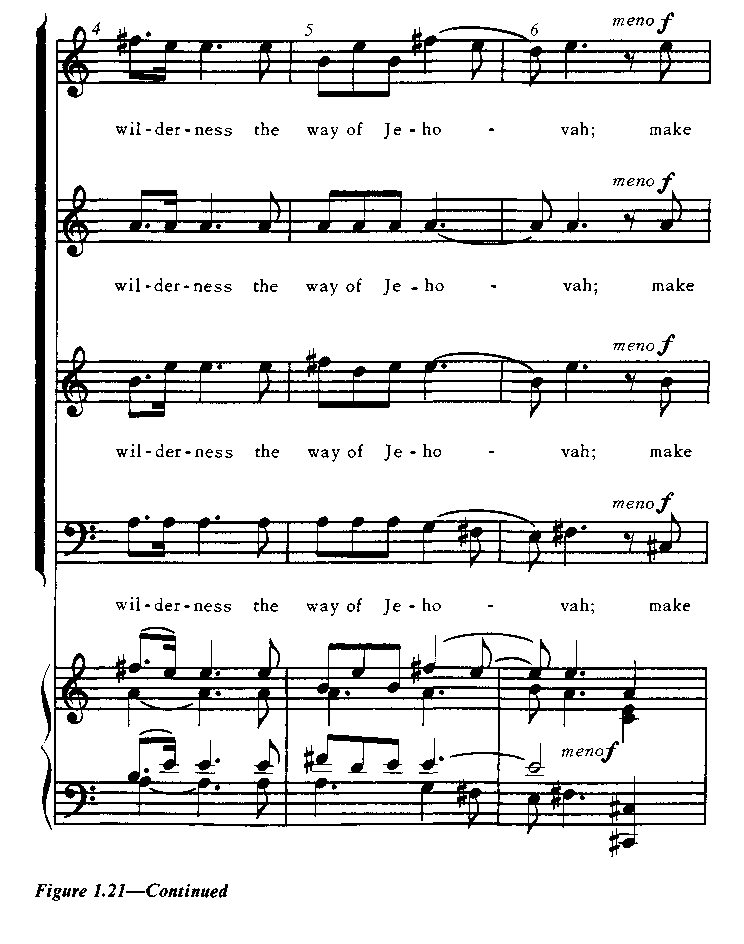 4 5 6 meno f
wil-der-ness the way of Je-ho - vah; make
meno f
wil-der-ness the way of Je-ho - vah; make
meno f
wil-der-ness the way of Je-ho - vah; make
meno f
wil-der-ness the way of Je-ho - vah; make
meno f
Figure 1.21—Continued